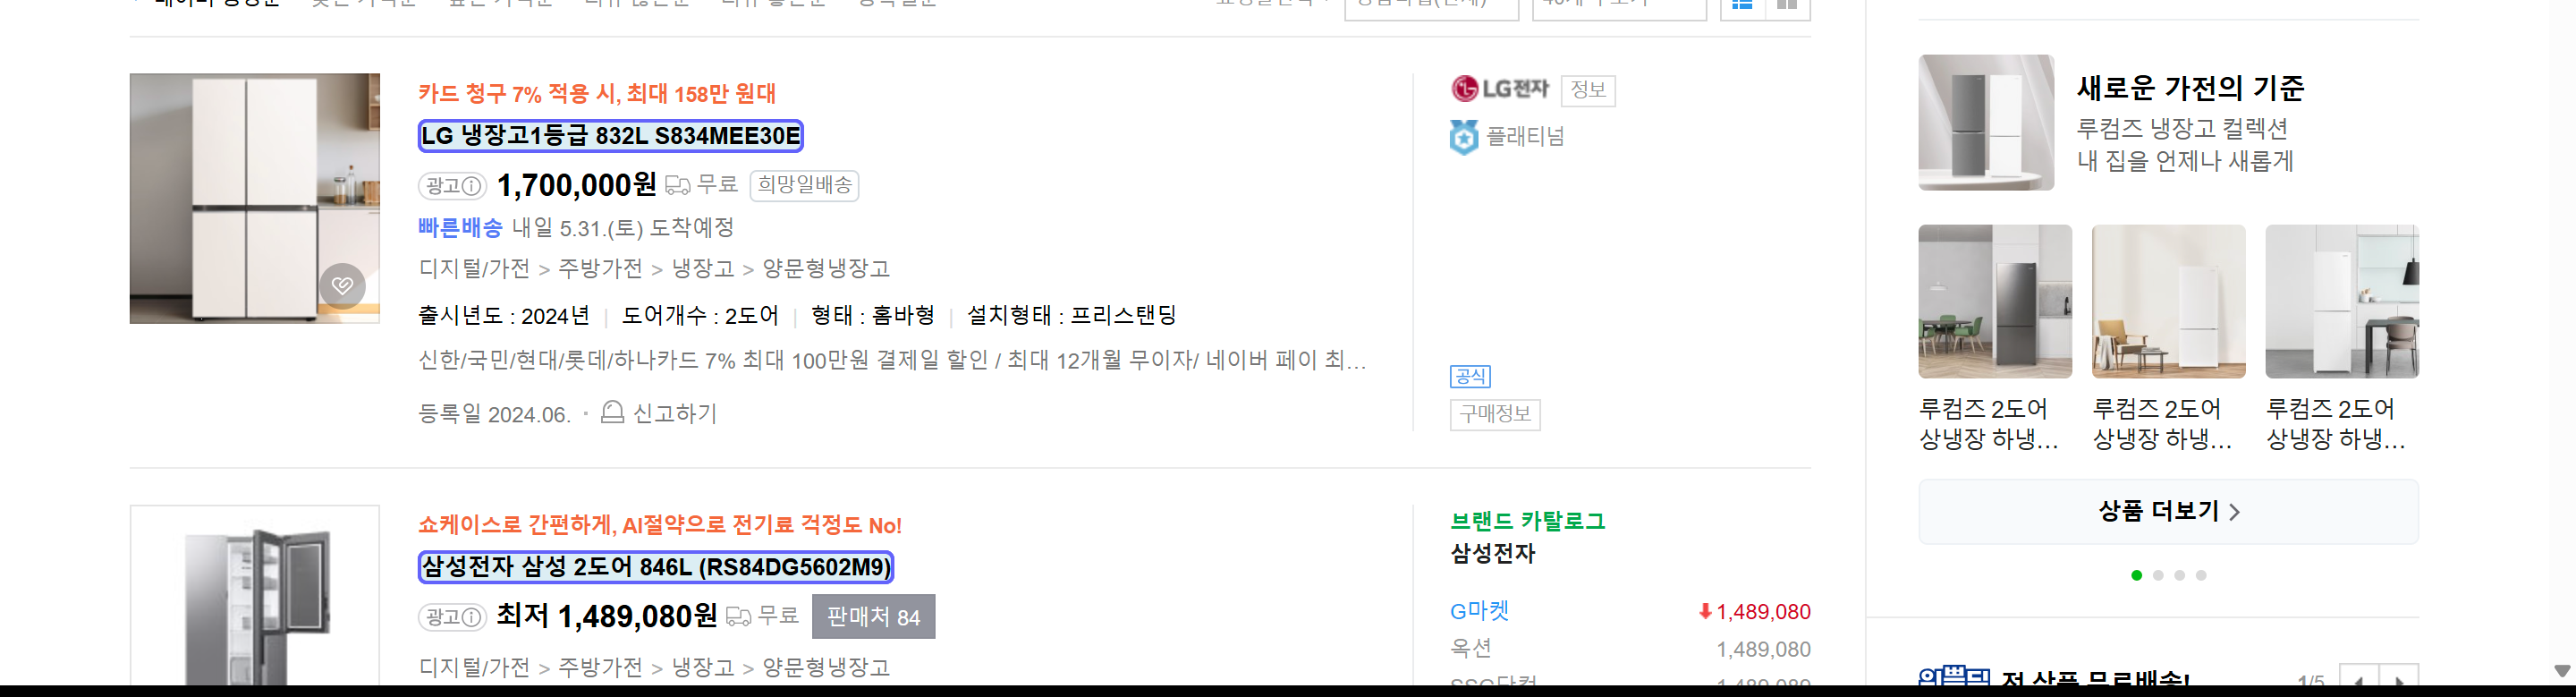 카드 청구 7% 적용 시, 최대 158만 원대
LG 냉장고1등급 832L S834MEE30E
광고 1,700,000원 무료 희망일배송
빠른배송 내일 5.31.(토) 도착예정
디지털/가전 > 주방가전 > 냉장고 > 양문형냉장고
출시년도 : 2024년 | 도어개수 : 2도어 | 형태 : 홈바형 | 설치형태 : 프리스탠딩
신한/국민/현대/롯데/하나카드 7% 최대 100만원 결제일 할인 / 최대 12개월 무이자/ 네이버 페이 최...
등록일 2024.06. · 신고하기
LG전자 정보
플래티넘
공식
구매정보
쇼케이스로 간편하게, AI절약으로 전기료 걱정도 No!
삼성전자 삼성 2도어 846L (RS84DG5602M9)
광고 최저 1,489,080원 무료 판매처 84
디지털/가전 > 주방가전 > 냉장고 > 양문형냉장고
브랜드 카탈로그
삼성전자
G마켓 1,489,080
옥션 1,489,080
새로운 가전의 기준
루컴즈 냉장고 컬렉션
내 집을 언제나 새롭게
루컴즈 2도어
상냉장 하냉...
루컴즈 2도어
상냉장 하냉...
루컴즈 2도어
상냉장 하냉...
상품 더보기 >
전 상품 무료배송!
1/5